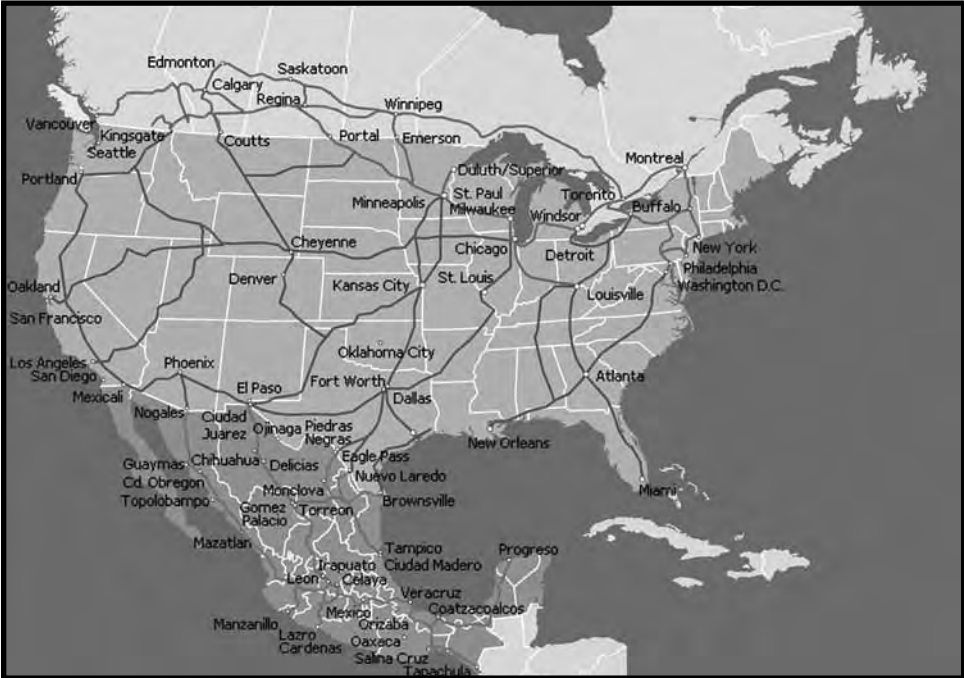 Edmonton
Saskatoon
Calgary
Regina
Winnipeg
Vancouver
Kingsgate
Coutts
Portal
Emerson
Seattle
Montreal
Portland
Duluth/Superior
Toronto
St. Paul
Minneapolis
Milwaukee
Windsor
Buffalo
Cheyenne
Chicago
Detroit
New York
Denver
Kansas City
St. Louis
Philadelphia
Washington D.C.
Oakland
Louisville
San Francisco
Oklahoma City
Los Angeles
Phoenix
San Diego
Fort Worth
Atlanta
Mexicali
El Paso
Dallas
Nogales
Ciudad
Juarez
Ojinaga
Piedras
Negras
New Orleans
Eagle Pass
Guaymas
Chihuahua
Delicias
Nuevo Laredo
Cd. Obregon
Miami
Topolobampo
Monclova
Brownsville
Gomez
Palacio
Torreon
Mazatlan
Tampico
Ciudad Madero
Progreso
Irapuato
Leon
Celaya
Veracruz
Coatzacoalcos
Manzanillo
Mexico
Orizaba
Lazro
Cardenas
Oaxaca
Salina Cruz
Tapachula